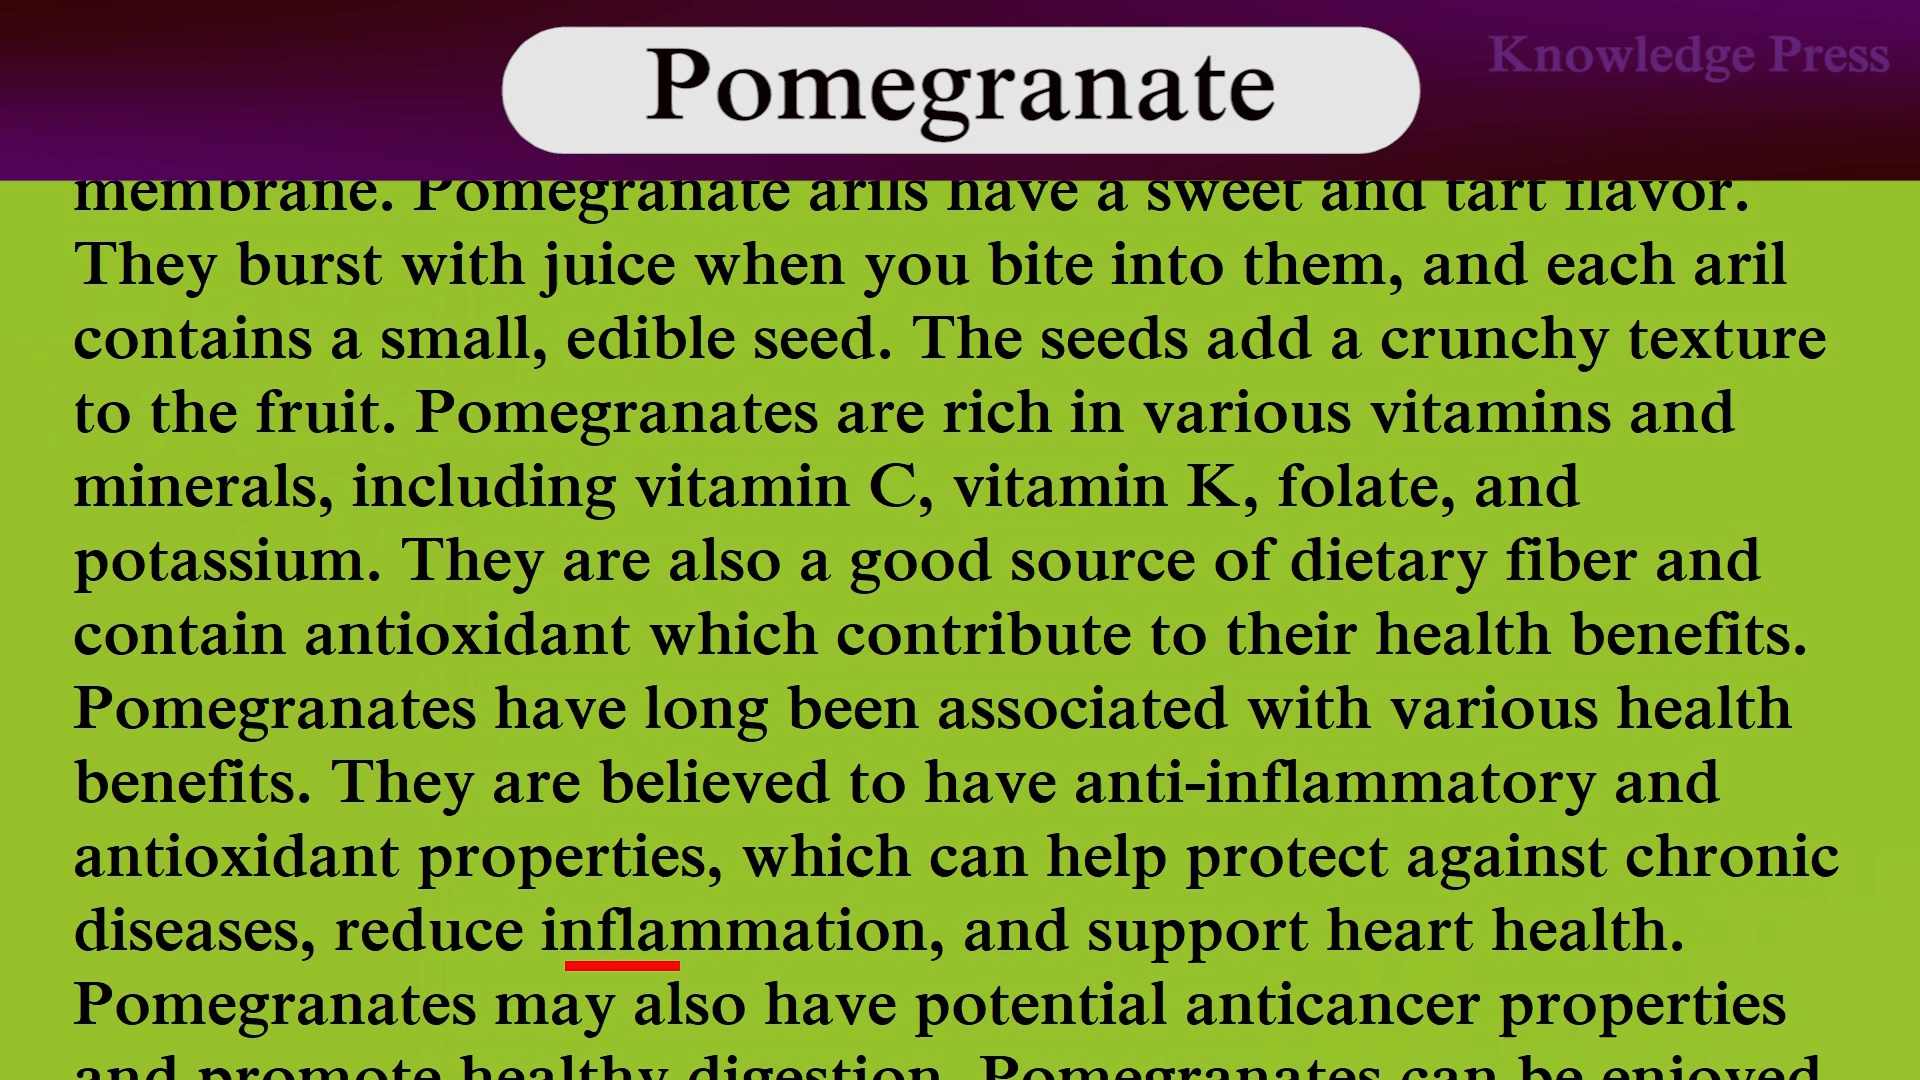 Pomegranate
Knowledge Press
membrane. Pomegranate arils have a sweet and tart flavor.
They burst with juice when you bite into them, and each aril
contains a small, edible seed. The seeds add a crunchy texture
to the fruit. Pomegranates are rich in various vitamins and
minerals, including vitamin C, vitamin K, folate, and
potassium. They are also a good source of dietary fiber and
contain antioxidant which contribute to their health benefits.
Pomegranates have long been associated with various health
benefits. They are believed to have anti-inflammatory and
antioxidant properties, which can help protect against chronic
diseases, reduce inflammation, and support heart health.
Pomegranates may also have potential anticancer properties
and promote healthy digestion. Pomegranates can be enjoyed